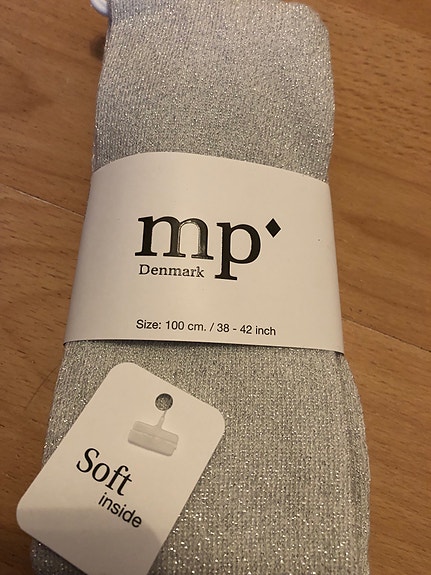 mp
Denmark
Size: 100 cm. / 38 - 42 inch
Soft
inside